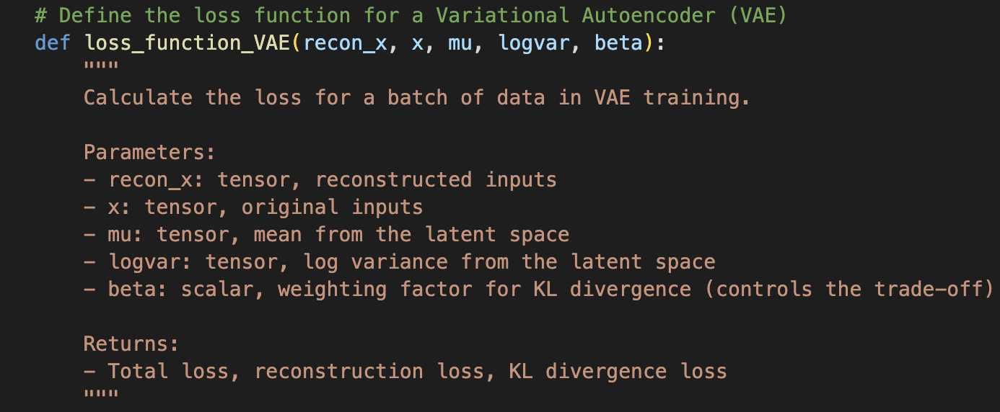 # Define the loss function for a Variational Autoencoder (VAE)
def loss_function_VAE(recon_x, x, mu, logvar, beta):
    """
    Calculate the loss for a batch of data in VAE training.

    Parameters:
    - recon_x: tensor, reconstructed inputs
    - x: tensor, original inputs
    - mu: tensor, mean from the latent space
    - logvar: tensor, log variance from the latent space
    - beta: scalar, weighting factor for KL divergence (controls the trade-off)

    Returns:
    - Total loss, reconstruction loss, KL divergence loss
    """